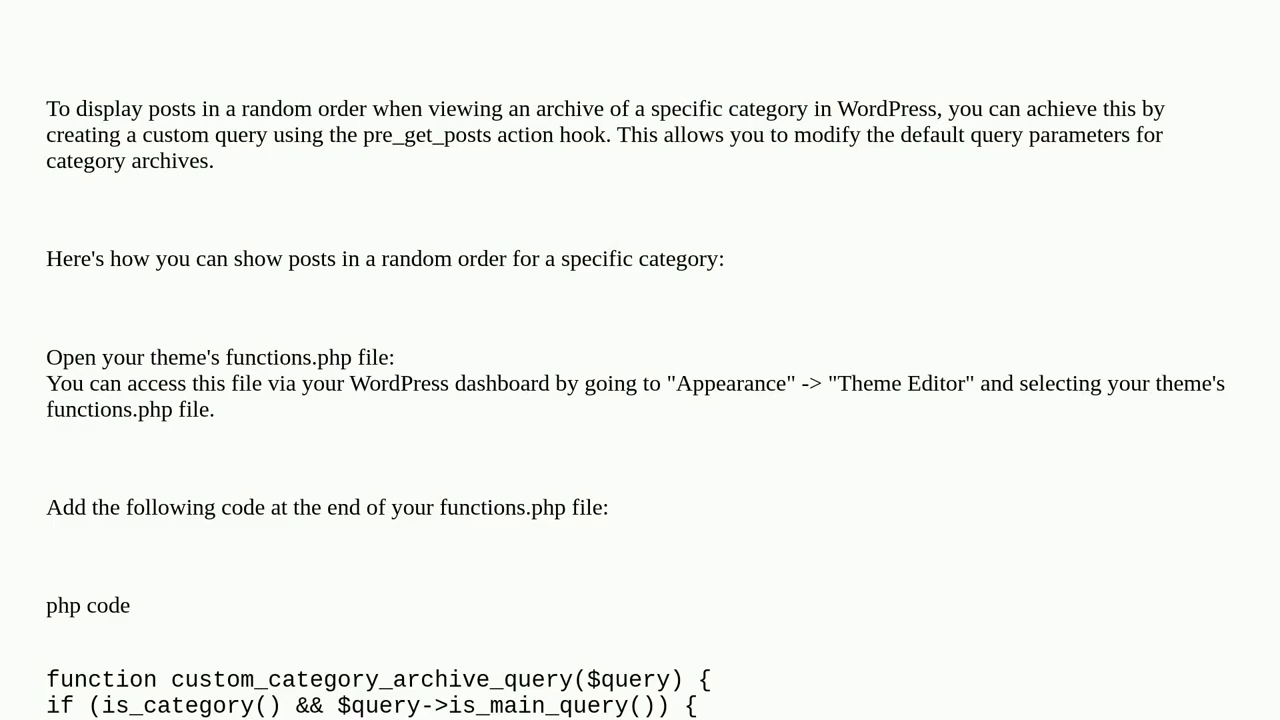 To display posts in a random order when viewing an archive of a specific category in WordPress, you can achieve this by
creating a custom query using the pre_get_posts action hook. This allows you to modify the default query parameters for
category archives.
Here's how you can show posts in a random order for a specific category:
Open your theme's functions.php file:
You can access this file via your WordPress dashboard by going to "Appearance" -> "Theme Editor" and selecting your theme's
functions.php file.
Add the following code at the end of your functions.php file:
php code
function custom_category_archive_query($query) {
if (is_category() && $query->is_main_query()) {